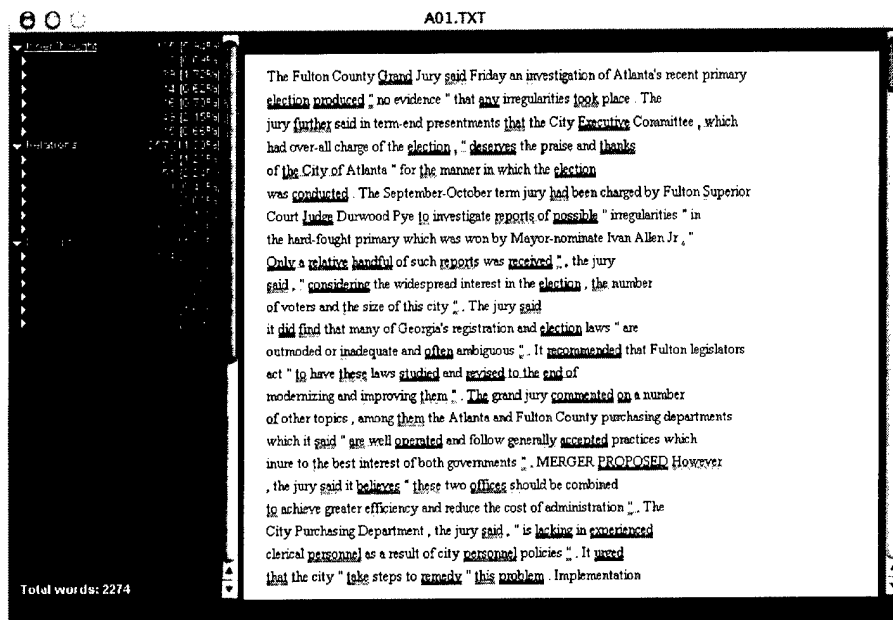 A01.TXT
Inner Thought
Relations
The Fulton County Grand Jury said Friday an investigation of Atlanta's recent primary
election produced " no evidence " that any irregularities took place . The
jury further said in term-end presentments that the City Executive Committee , which
had over-all charge of the election , " deserves the praise and thanks
of the City of Atlanta " for the manner in which the election
was conducted . The September-October term jury had been charged by Fulton Superior
Court Judge Durwood Pye to investigate reports of possible " irregularities " in
the hard-fought primary which was won by Mayor-nominate Ivan Allen Jr , "
Only a relative handful of such reports was received " , the jury
said , " considering the widespread interest in the election , the number
of voters and the size of this city " . The jury said
it did find that many of Georgia's registration and election laws " are
outmoded or inadequate and often ambiguous " . It recommended that Fulton legislators
act " to have these laws studied and revised to the end of
modernizing and improving them " . The grand jury commented on a number
of other topics , among them the Atlanta and Fulton County purchasing departments
which it said " are well operated and follow generally accepted practices which
inure to the best interest of both governments " . MERGER PROPOSED However
, the jury said it believes " these two offices should be combined
to achieve greater efficiency and reduce the cost of administration " . The
City Purchasing Department , the jury said , " is lacking in experienced
clerical personnel as a result of city personnel policies " . It urged
that the city " take steps to remedy " this problem . Implementation
Total words: 2274